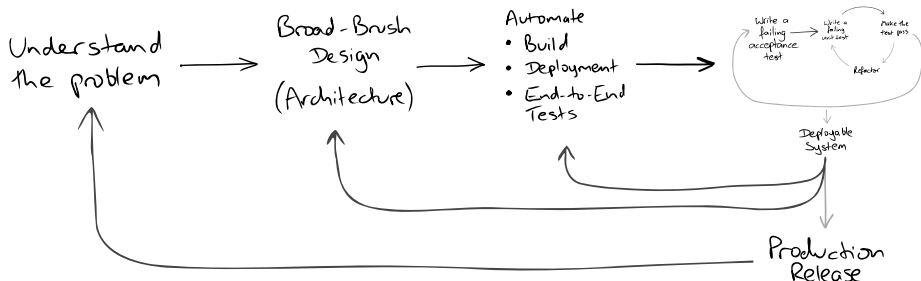 Understand
the problem
Broad-Brush
Design
(Architecture)
Automate
• Build
• Deployment
• End-to-End
Tests
Write a
failing
acceptance
test
Write a
failing
unit test
Make the
test pass
Refactor
Deployable
System
Production
Release